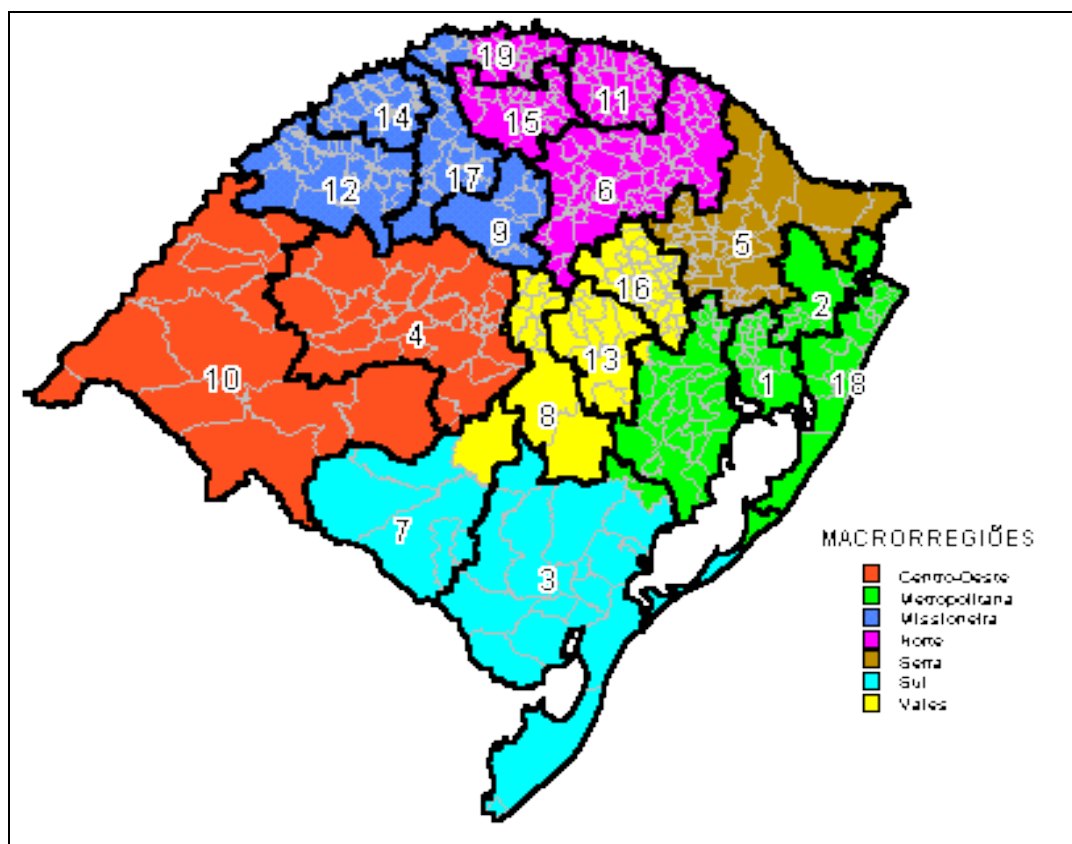 19
11
14
15
17
12
6
9
5
16
2
4
13
10
1
18
8
7
3
MACRORREGIÕES
Centro-Oeste
Metropolitana
Missioneira
Norte
Serra
Sul
Vales